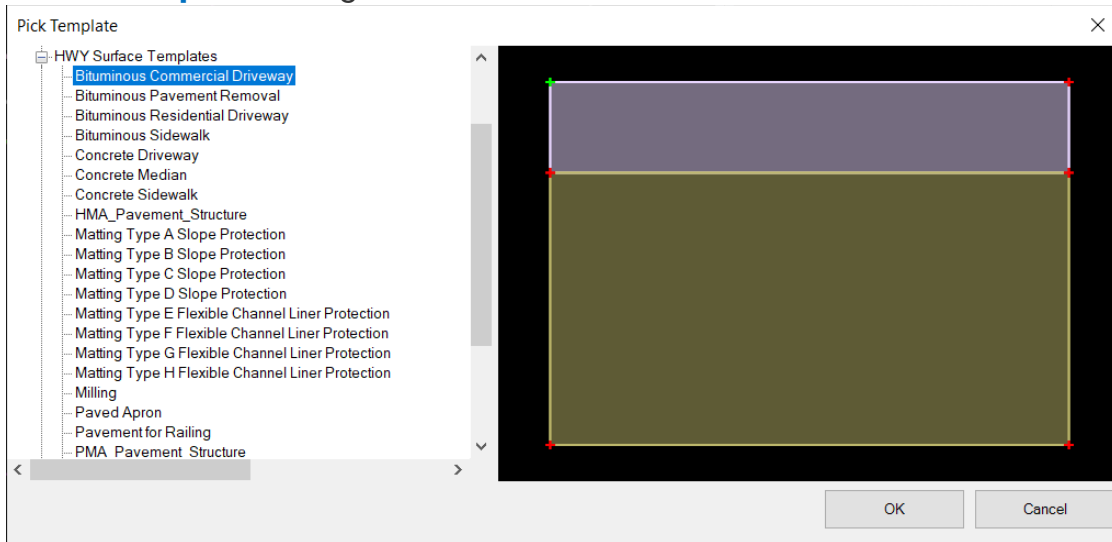 Pick Template
HWY Surface Templates
Bituminous Commercial Driveway
Bituminous Pavement Removal
Bituminous Residential Driveway
Bituminous Sidewalk
Concrete Driveway
Concrete Median
Concrete Sidewalk
HMA_Pavement_Structure
Matting Type A Slope Protection
Matting Type B Slope Protection
Matting Type C Slope Protection
Matting Type D Slope Protection
Matting Type E Flexible Channel Liner Protection
Matting Type F Flexible Channel Liner Protection
Matting Type G Flexible Channel Liner Protection
Matting Type H Flexible Channel Liner Protection
Milling
Paved Apron
Pavement for Railing
PMA_Pavement_Structure
OK Cancel